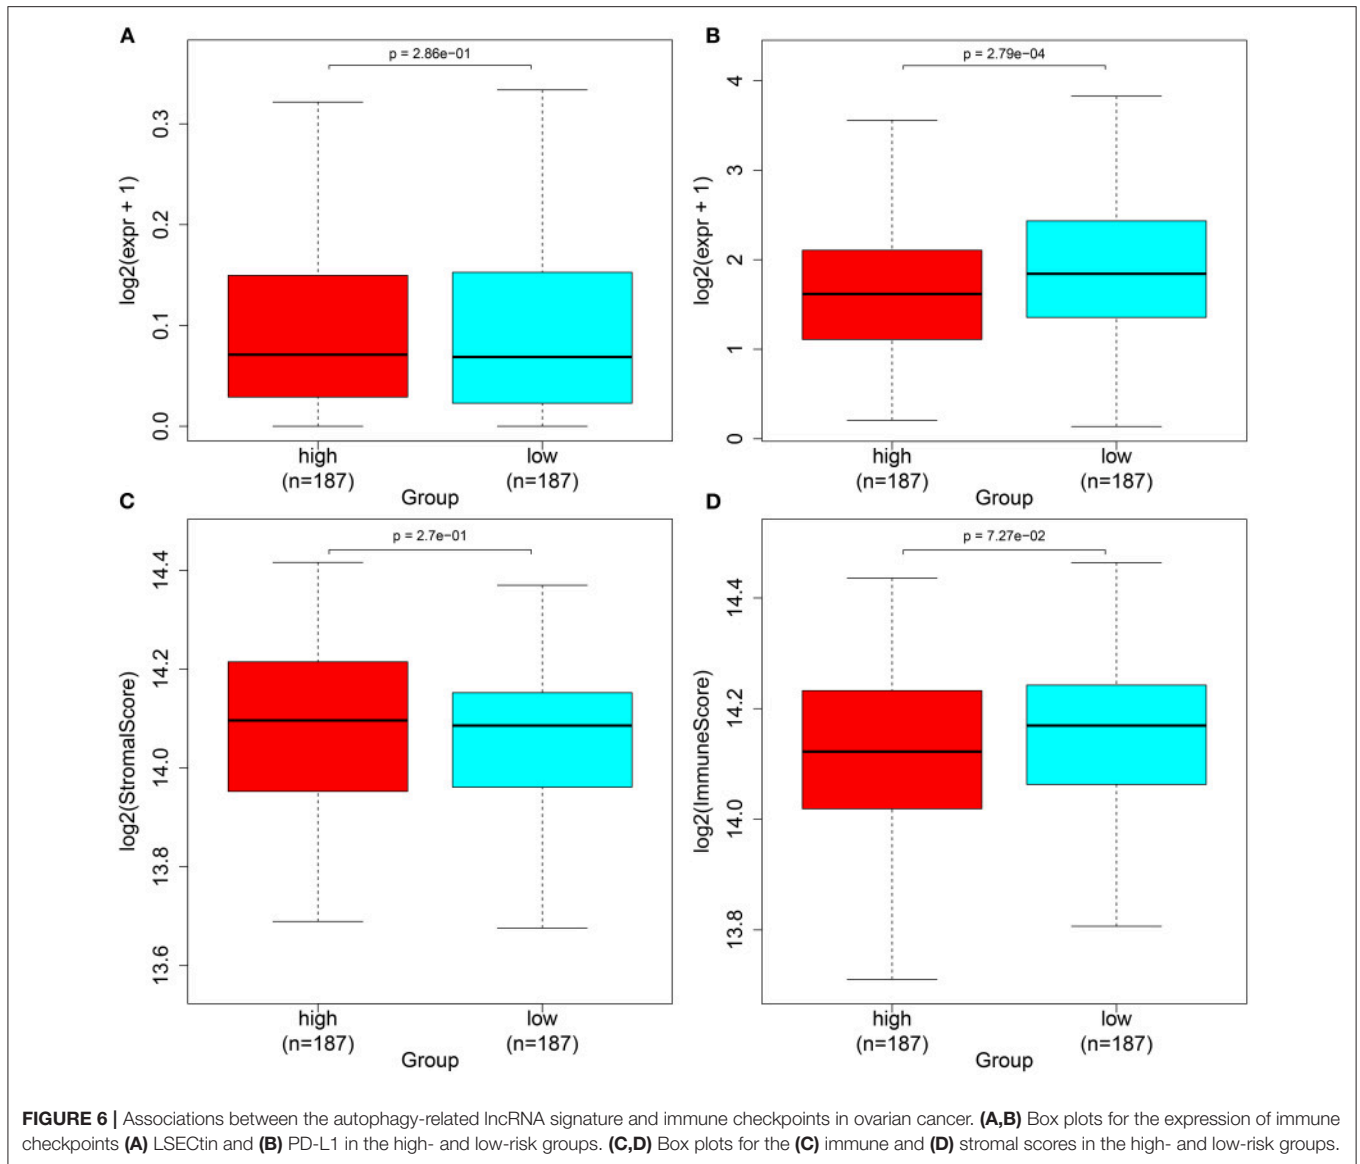 A
p = 2.86e−01
log2(expr + 1)
0.3
0.2
0.1
0.0
high
(n=187)
low
(n=187)
Group
B
p = 2.79e−04
log2(expr + 1)
4
3
2
1
0
high
(n=187)
low
(n=187)
Group
C
p = 2.7e−01
log2(StromalScore)
14.4
14.2
14.0
13.8
13.6
high
(n=187)
low
(n=187)
Group
D
p = 7.27e−02
log2(ImmuneScore)
14.4
14.2
14.0
13.8
high
(n=187)
low
(n=187)
Group
FIGURE 6 | Associations between the autophagy-related lncRNA signature and immune checkpoints in ovarian cancer. (A,B) Box plots for the expression of immune
checkpoints (A) LSECtin and (B) PD-L1 in the high- and low-risk groups. (C,D) Box plots for the (C) immune and (D) stromal scores in the high- and low-risk groups.